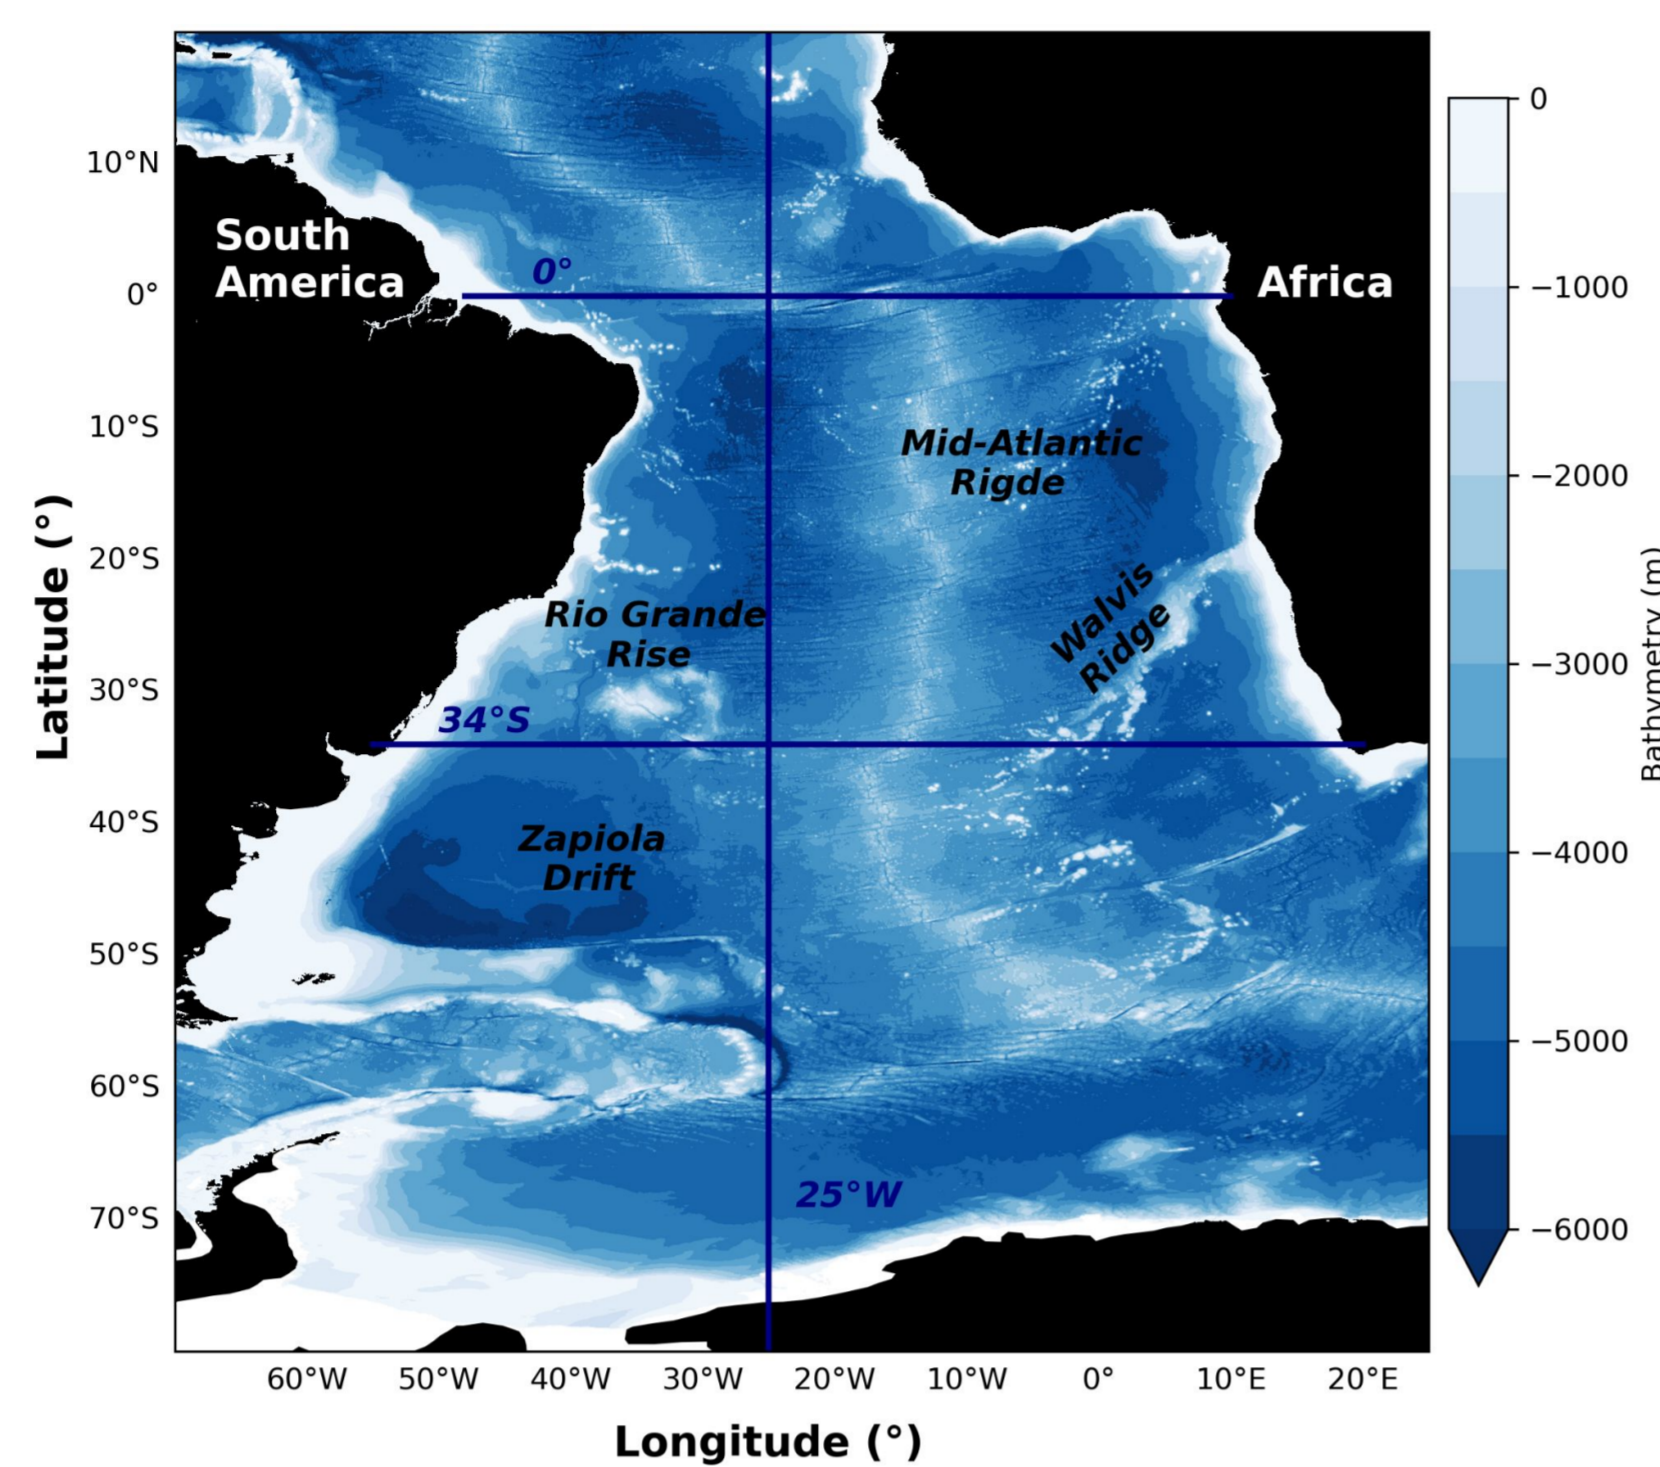 South
America
Africa
0°
Mid-Atlantic
Rigde
Rio Grande
Rise
Walvis
Ridge
34°S
Zapiola
Drift
25°W
10°N
0°
10°S
20°S
30°S
40°S
50°S
60°S
70°S
Latitude (°)
60°W 50°W 40°W 30°W 20°W 10°W 0° 10°E 20°E
Longitude (°)
0
−1000
−2000
−3000
−4000
−5000
−6000
Bathymetry (m)